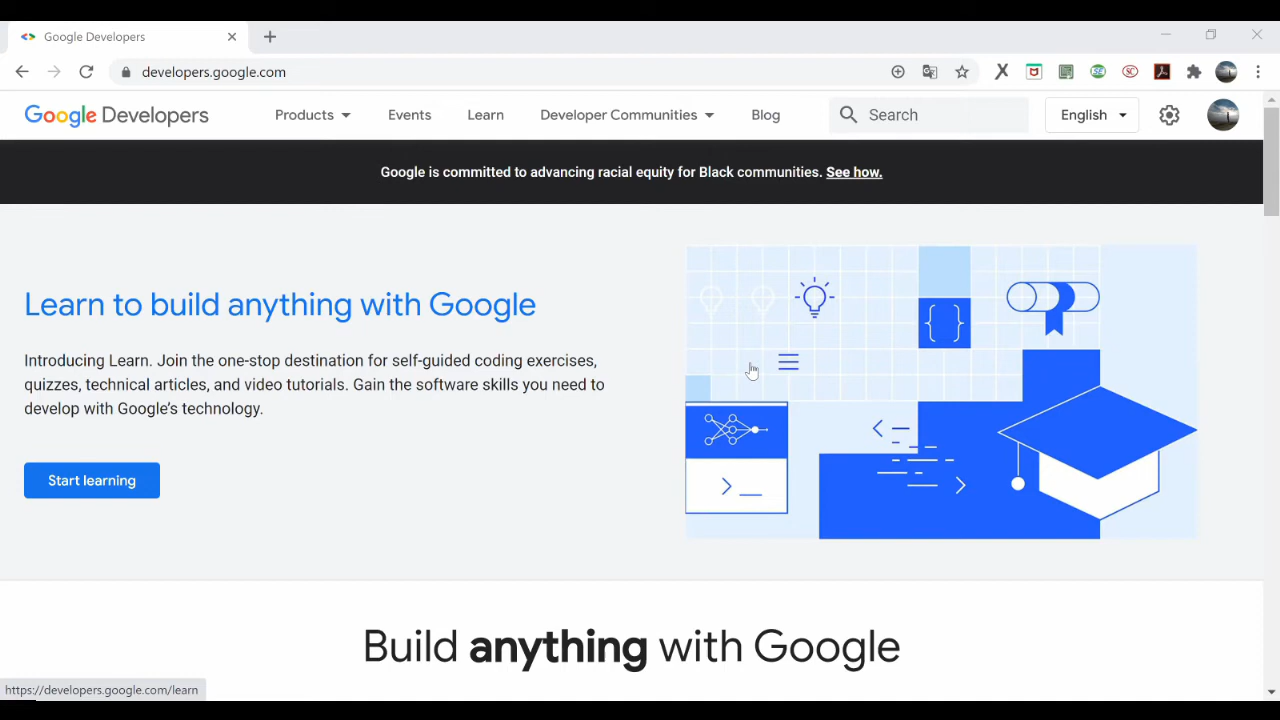 Google Developers
developers.google.com
Google Developers Products Events Learn Developer Communities Blog Search English
Google is committed to advancing racial equity for Black communities. See how.
Learn to build anything with Google
Introducing Learn. Join the one-stop destination for self-guided coding exercises,
quizzes, technical articles, and video tutorials. Gain the software skills you need to
develop with Google's technology.
Start learning
Build anything with Google
https://developers.google.com/learn